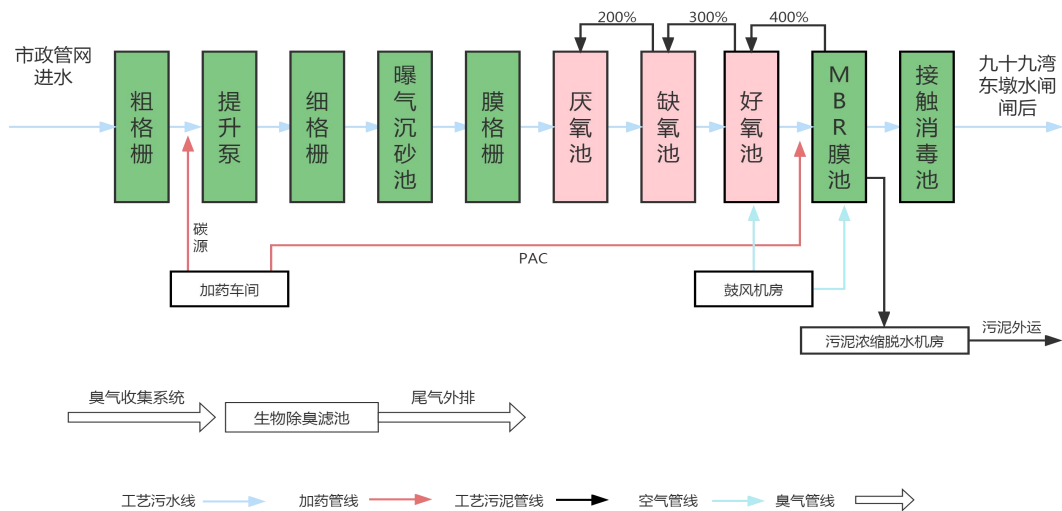 200%
300%
400%
市政管网
进水
粗格栅
提升泵
细格栅
曝气沉砂池
膜格栅
厌氧池
缺氧池
好氧池
MBR膜池
接触消毒池
九十九湾
东墩水闸
闸后
碳源
PAC
加药车间
鼓风机房
污泥浓缩脱水机房
污泥外运
臭气收集系统
生物除臭滤池
尾气外排
工艺污水线
加药管线
工艺污泥管线
空气管线
臭气管线